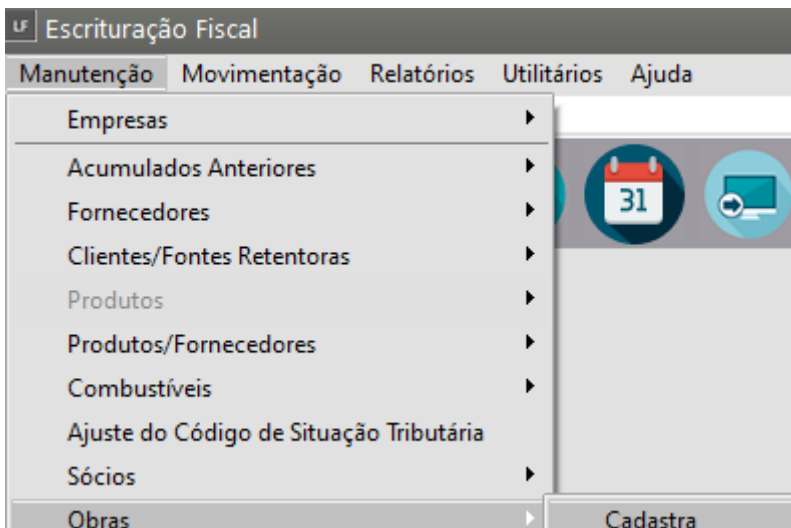 LF Escrituração Fiscal
Manutenção Movimentação Relatórios Utilitários Ajuda
Empresas
Acumulados Anteriores
31
Fornecedores
Clientes/Fontes Retentoras
Produtos
Produtos/Fornecedores
Combustíveis
Ajuste do Código de Situação Tributária
Sócios
Obras Cadastra